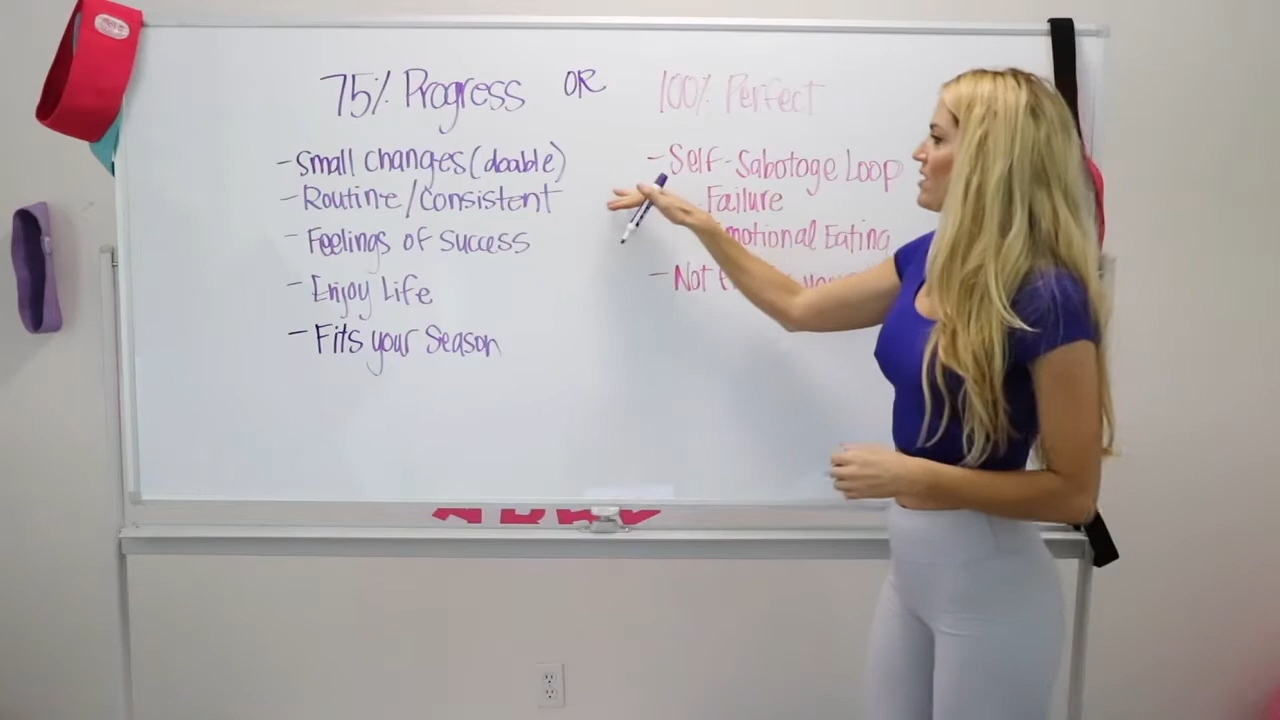 75% Progress OR 100% Perfect
- Small changes (doable)
- Routine/consistent
- Feelings of success
- Enjoy Life
- Fits your Season
- Self-Sabotage Loop
- Failure
Emotional Eating
- Not